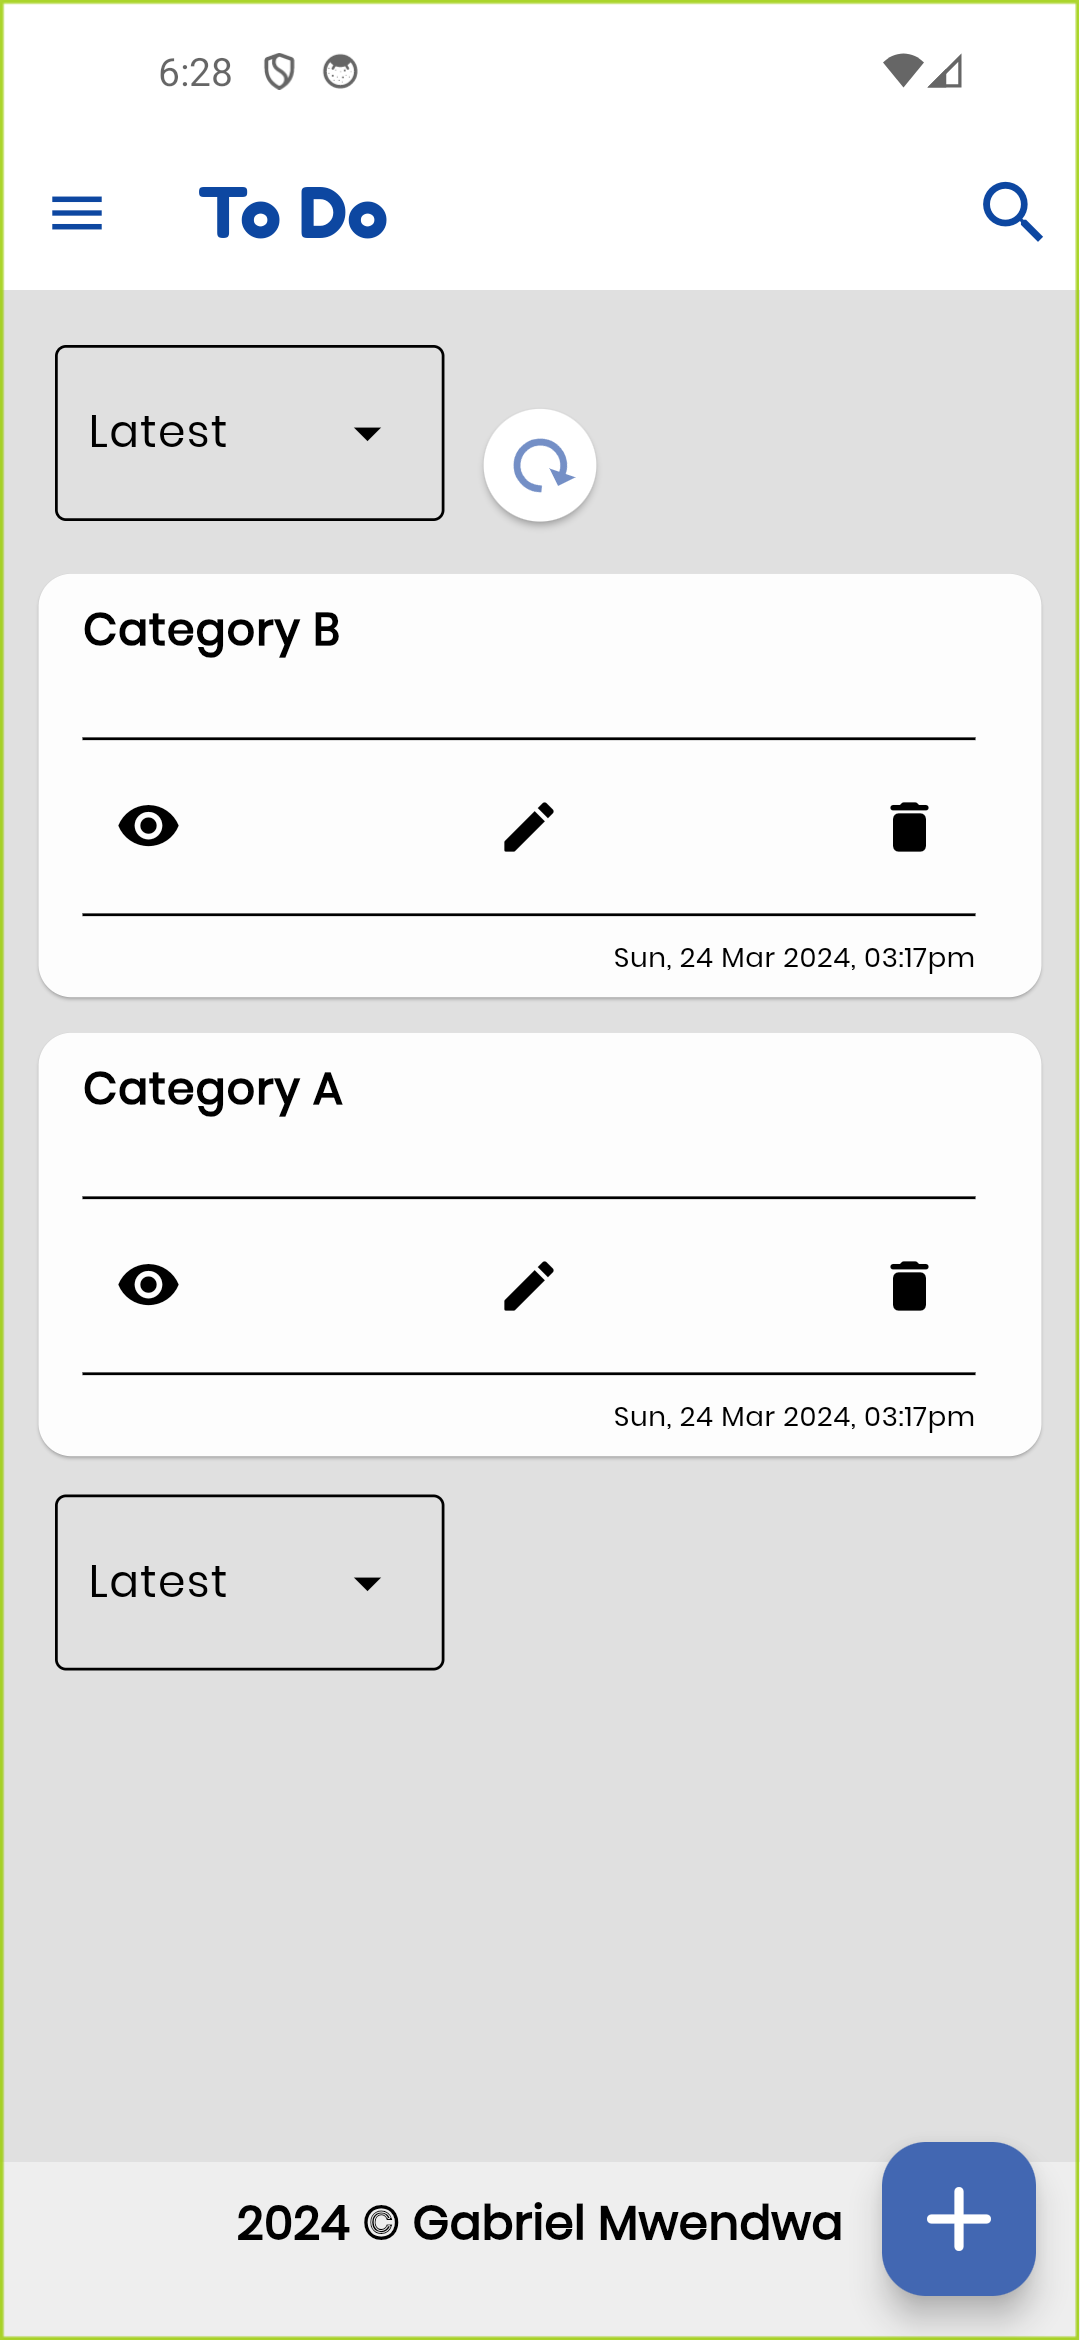 6:28
To Do
Latest
Category B
Sun, 24 Mar 2024, 03:17pm
Category A
Sun, 24 Mar 2024, 03:17pm
Latest
2024 © Gabriel Mwendwa